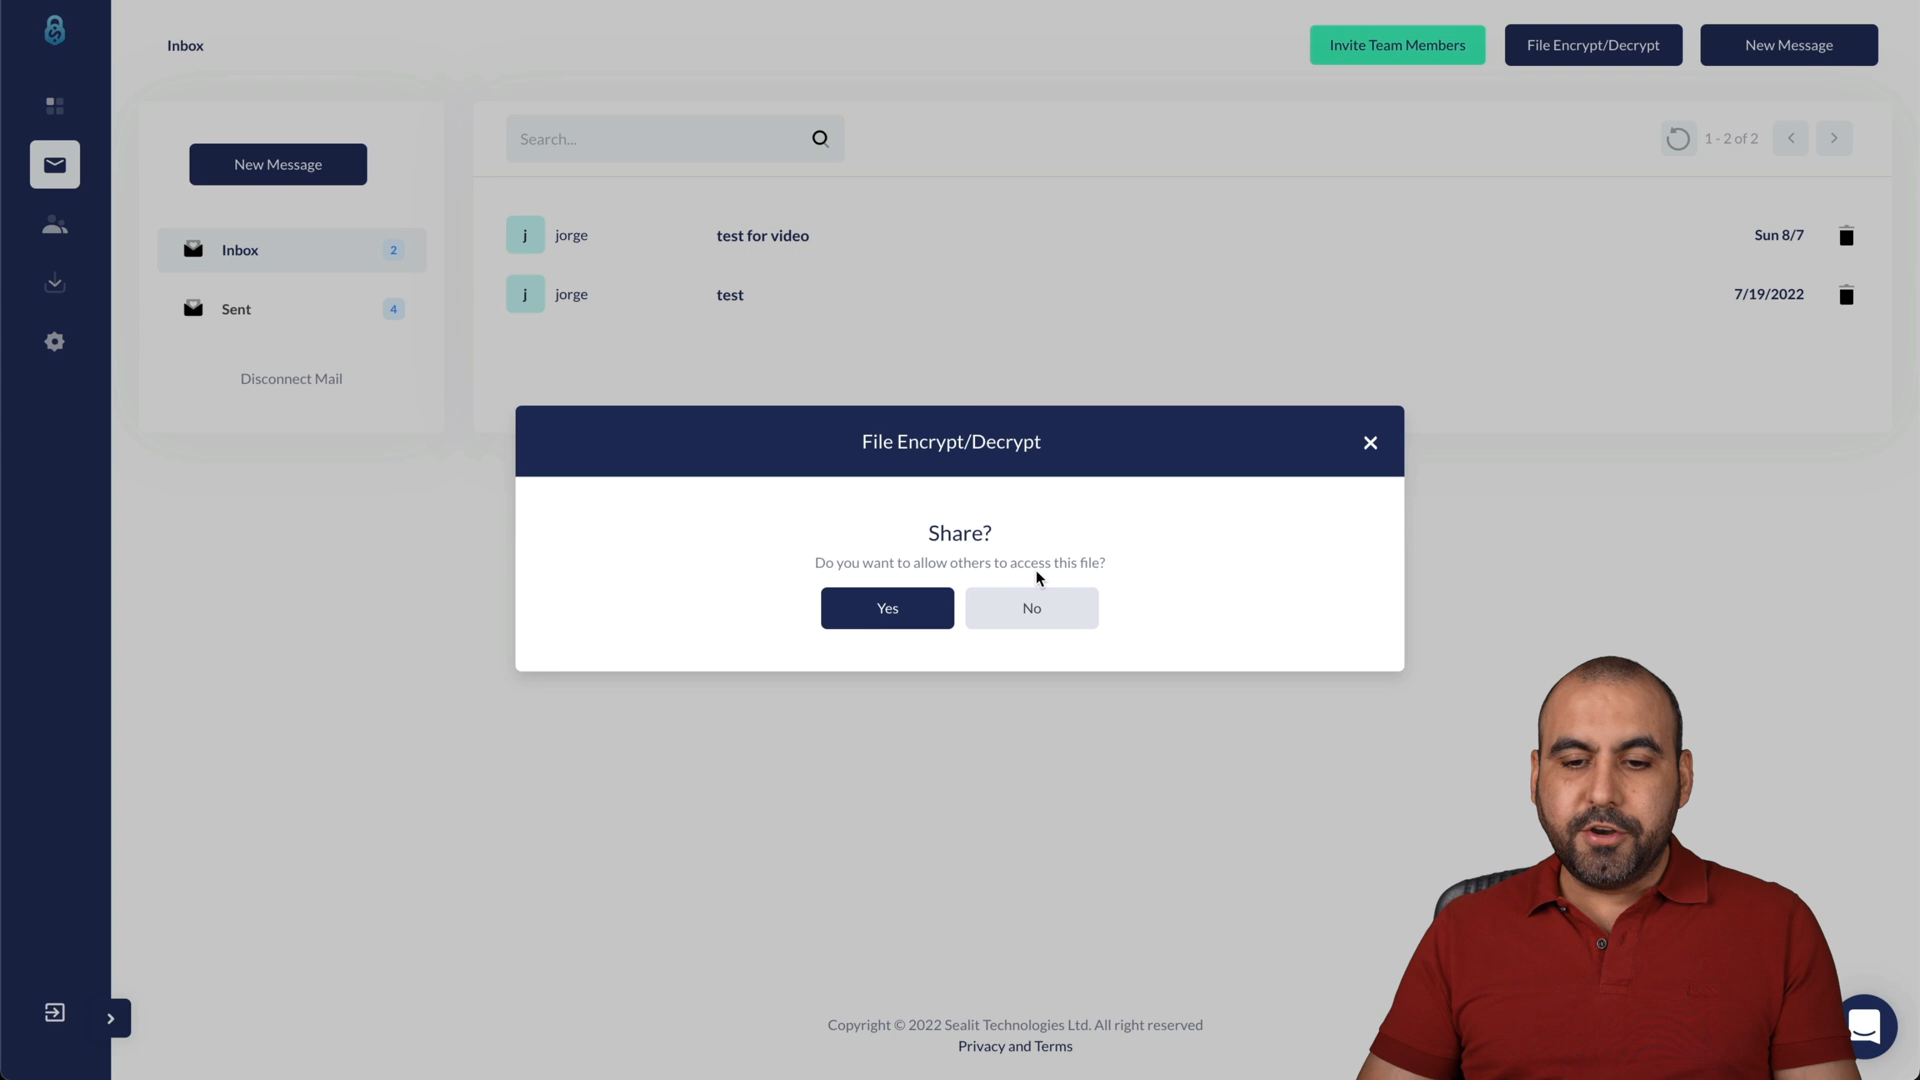 Inbox
Invite Team Members
File Encrypt/Decrypt
New Message
New Message
Search...
1 - 2 of 2
Inbox 2
j jorge test for video Sun 8/7
j jorge test 7/19/2022
Sent 4
Disconnect Mail
File Encrypt/Decrypt
Share?
Do you want to allow others to access this file?
Yes No
Copyright © 2022 Sealit Technologies Ltd. All right reserved
Privacy and Terms